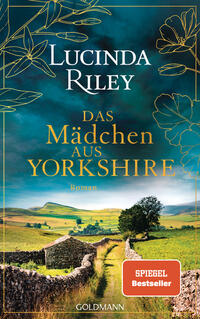 LUCINDA
RILEY
DAS
MÄDCHEN
AUS
YORKSHIRE
Roman
SPIEGEL
Bestseller
GOLDMANN